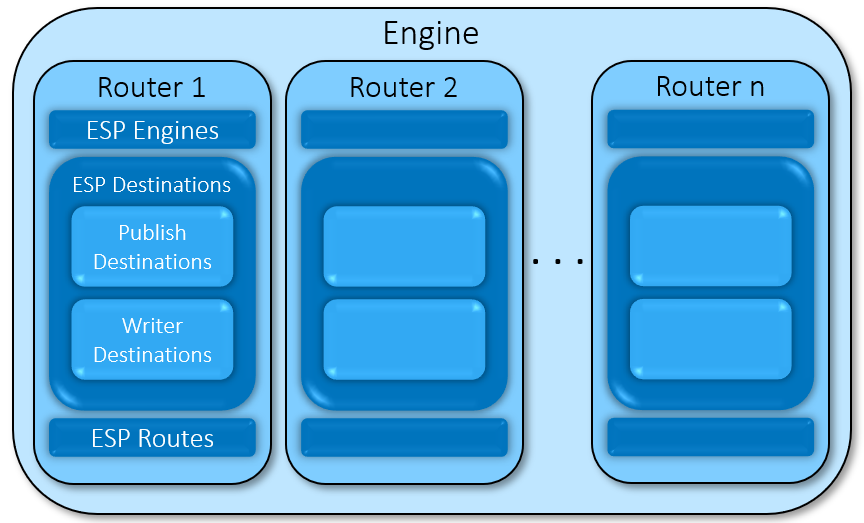 Engine
Router 1
ESP Engines
ESP Destinations
Publish
Destinations
Writer
Destinations
ESP Routes
Router 2
. . .
Router n